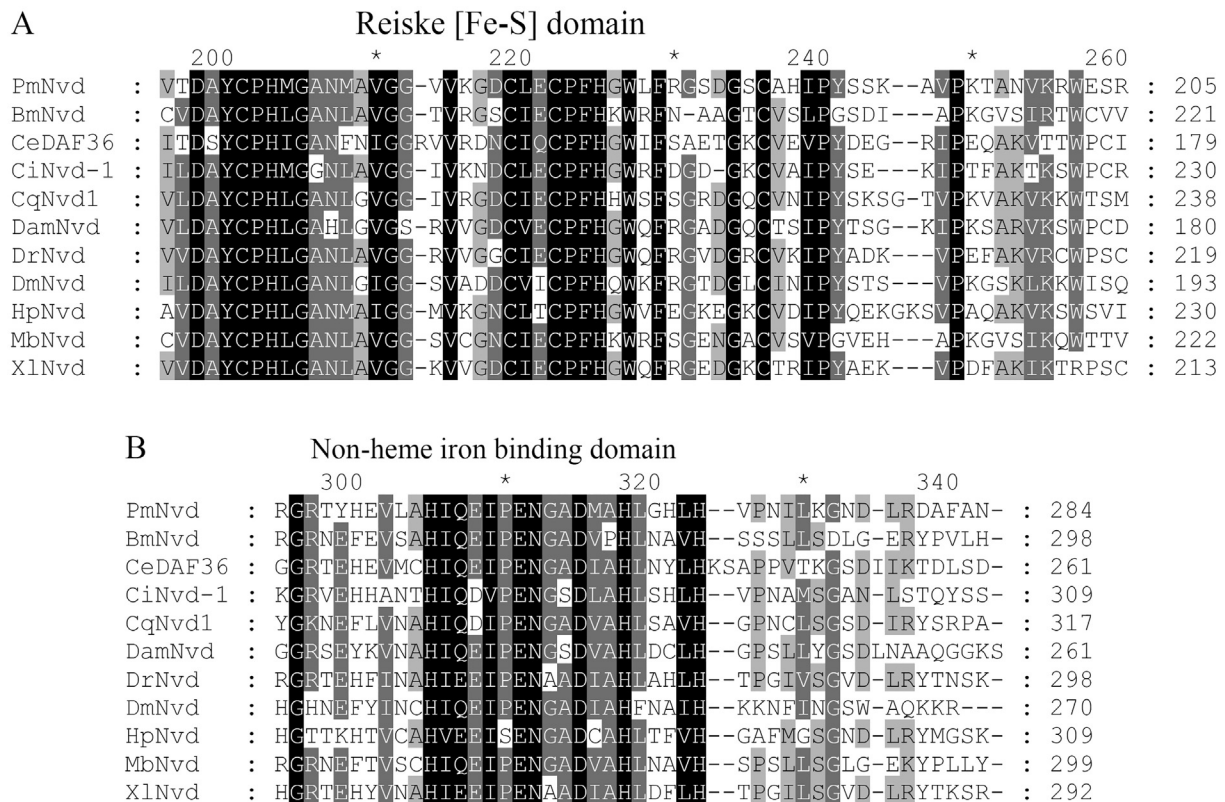 A Reiske [Fe-S] domain
200 * 220 * 240 * 260
PmNvd : VTDAYCPHMGANMAVGG-VVKGDCLECPFHGWLFRGSDGSCAHIPYSSK---AVPKTANVKRWESR : 205
BmNvd : CVDAYCPHLGANLAVGG-TVRGSCIECPFHKWRFN-AAGTCVSLPGSDI---APKGVSIRTWCVV : 221
CeDAF36 : ITDSYCPHIGANFNIGGRVVRDNCIQCPFHGWIFSAETGKCVEVPYDEG--RIPEQAKVTTWPCI : 179
CiNvd-1 : ILDAYCPHMGGNLAVGG-IVKNDCLECPFHGWRFDGD-GKCVAIPYSE---KIPTFAKTKSWPCR : 230
CqNvd1 : VLDAYCPHLGANLGVGG-IVRGDCIECPFHHWSFSGRDGQCVNIPYSKSG-TVPKVAKVKKWTSM : 238
DamNvd : VLDAYCPHLGAHLGVGS-RVVGDCVECPFHQWRFRGADGQCTSIPYTSG--KIPKSARVKSWPCD : 180
DrNvd : VVDAYCPHLGANLAVGG-RVVGGCIECPFHGWQFRGVDGRCVKIPYADK---VPEFAKVRCWPSC : 219
DmNvd : ILDAYCPHLGANLGIGG-SVADDCVICPFHQWKFRGTDGLCINIPYSTS---VPKGSKLKKWISQ : 193
HpNvd : AVDAYCPHLGANMAIGG-MVKGNCLTCPFHGWVFEGKEGKCVDIPYQEKGKSVPAQAKVKSWSVI : 230
MbNvd : CVDAYCPHLGANLAVGG-SVCGNCIECPFHKWRFSGENGACVSVPGVEH---APKGVSIKQWTTV : 222
XlNvd : VVDAYCPHLGANLAVGG-KVVGDCIECPFHGWQFRGEDGKCTRIPYAEK---VPDFAKIKTRPSC : 213
B Non-heme iron binding domain
300 * 320 * 340
PmNvd : RGRTYHEVLAHIQEIPENGADMAHLGHLH--VPNILKGND-LRDAFAN- : 284
BmNvd : RGRNEFEVSAHIQEIPENGADVPHLNAVH--SSSLLSDLG-ERYPVLH- : 298
CeDAF36 : GGRTEHEVMCHIQEIPENGADIAHLNYLHKSAPPVTKGSDIIKTDLSD- : 261
CiNvd-1 : KGRVEHHANTHIQDVPENGSDLAHLSHLH--VPNAMSGAN-LSTQYSS- : 309
CqNvd1 : YGKNEFLVNAHIQDIPENGADVAHLSAVH--GPNCLSGSD-IRYSRPA- : 317
DamNvd : GGRSEYKVNAHIQEIPENGSDVAHLDCLH--GPSLLYGSDLNAAQGGKS : 261
DrNvd : RGRTEHFINAHIEEIPENAADIAHLAHLH--TPGIVSGVD-LRYTNSK- : 298
DmNvd : HGHNEFYINCHIQEIPENGADIAHFNAIH--KKNFINGSW-AQKKR--- : 270
HpNvd : HGTTKHTVCAHVEEISENGADCAHLTFVH--GAFMGSGND-LRYMGSK- : 309
MbNvd : RGRNEFTVSCHIQEIPENGADVAHLNAVH--SPSLLSGLG-EKYPLLY- : 299
XlNvd : HGRTEHYVNAHIEEIPENAADIAHLDFLH--TPGILSGVD-LRYTKSR- : 292